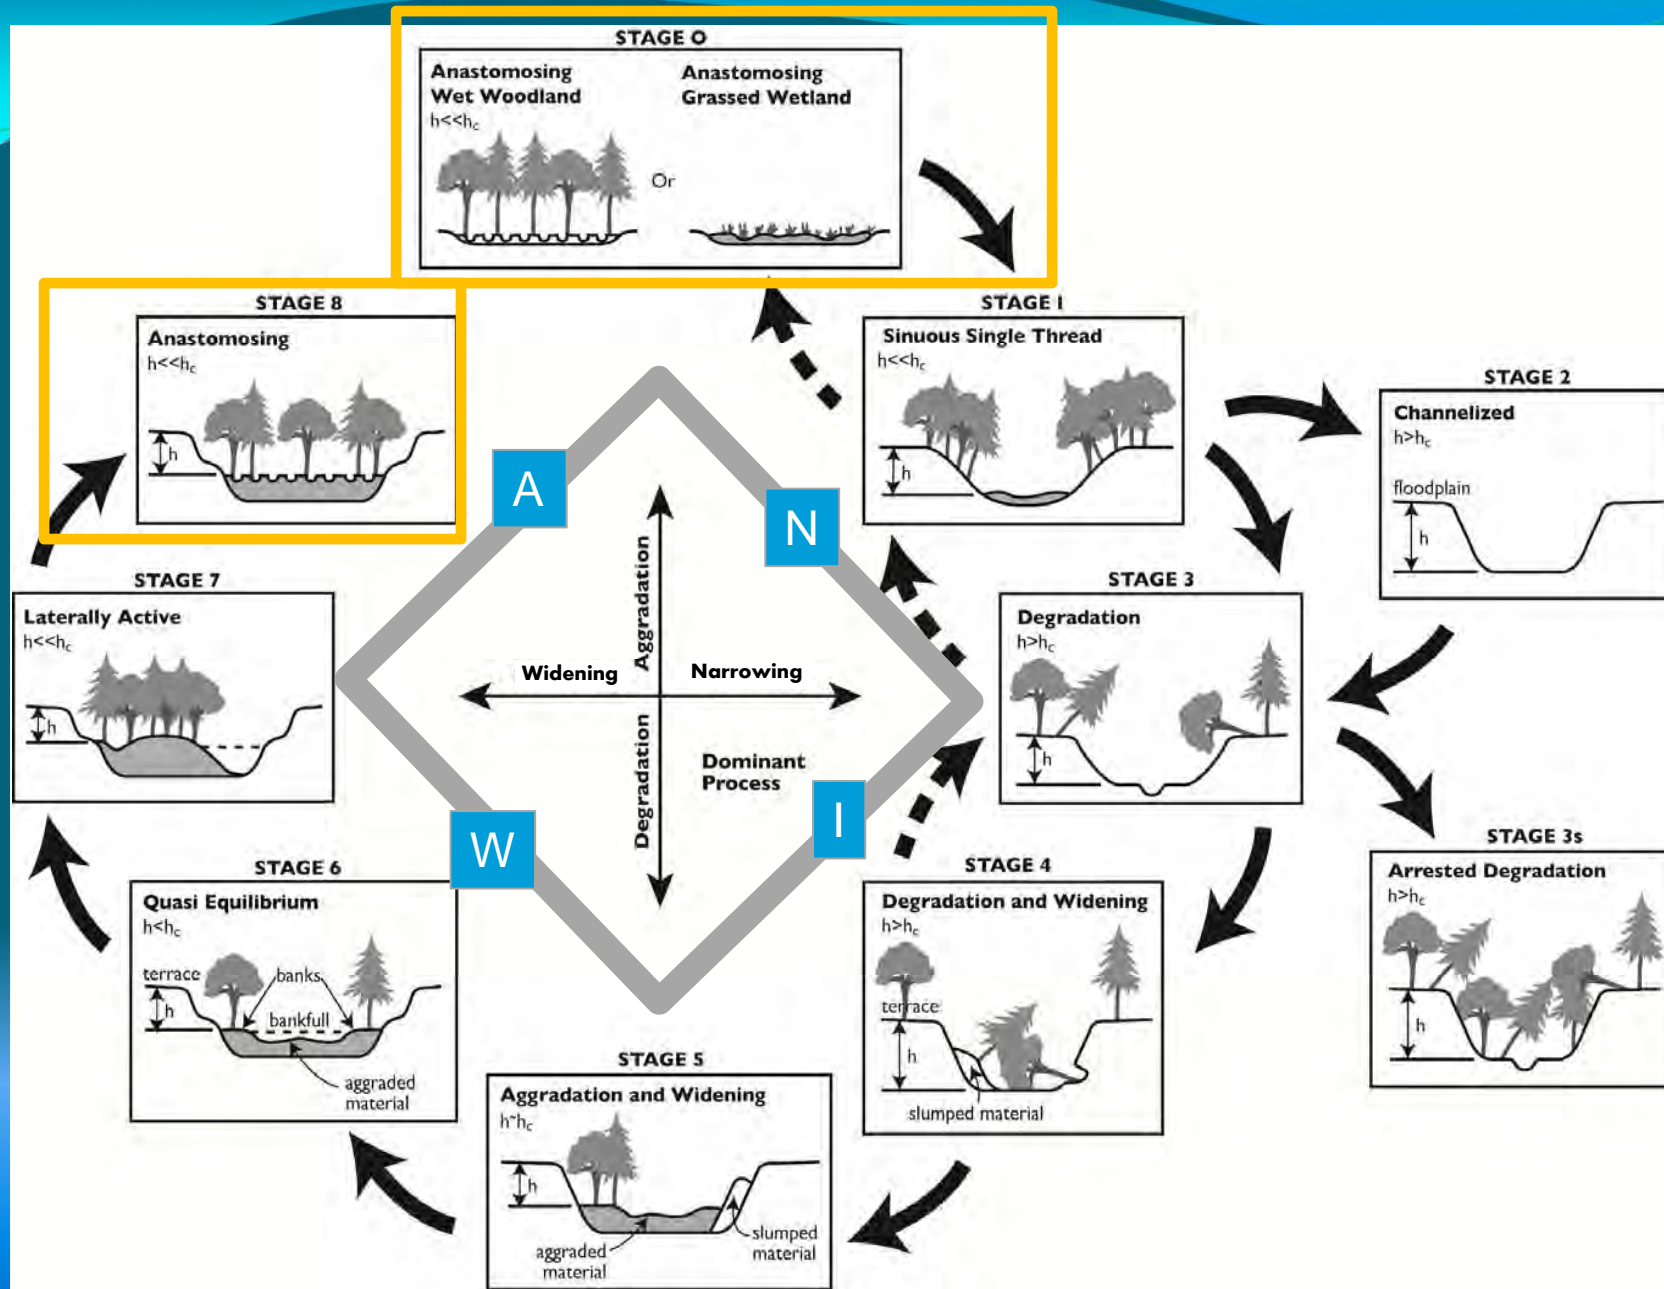 STAGE O
Anastomosing
Wet Woodland
h<<hc
Or
Anastomosing
Grassed Wetland
STAGE 8
Anastomosing
h<<hc
h
STAGE I
Sinuous Single Thread
h<<hc
h
STAGE 2
Channelized
h>hc
floodplain
h
A
N
W
I
Aggradation
Degradation
Widening
Narrowing
Dominant
Process
STAGE 7
Laterally Active
h<<hc
h
STAGE 3
Degradation
h>hc
h
STAGE 6
Quasi Equilibrium
h<hc
terrace
banks
h
bankfull
aggraded
material
STAGE 4
Degradation and Widening
h>hc
terrace
h
slumped material
STAGE 3s
Arrested Degradation
h>hc
h
STAGE 5
Aggradation and Widening
h~hc
h
aggraded
material
slumped
material